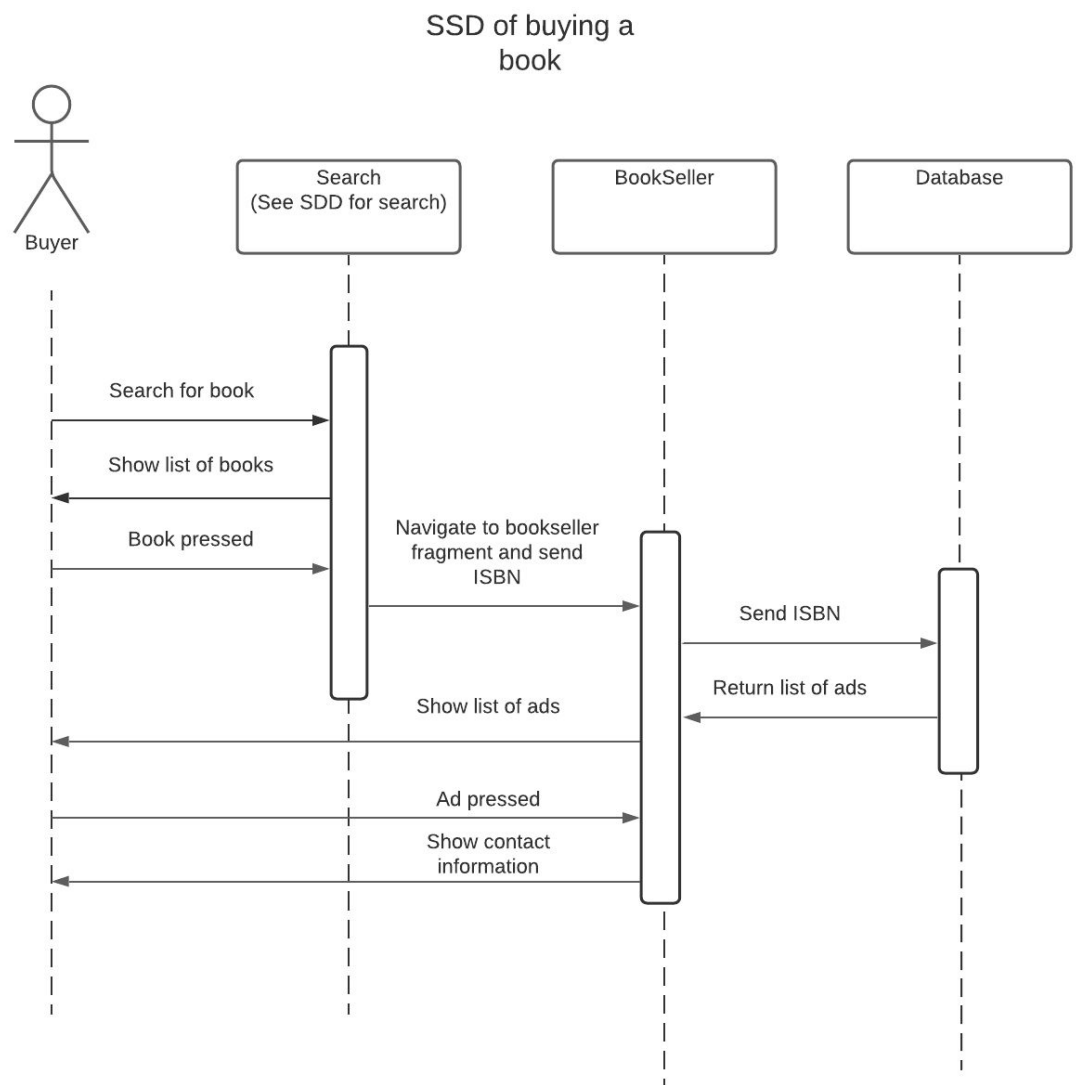 SSD of buying a
book
Buyer
Search
(See SDD for search)
BookSeller
Database
Search for book
Show list of books
Book pressed
Navigate to bookseller
fragment and send
ISBN
Send ISBN
Return list of ads
Show list of ads
Ad pressed
Show contact
information